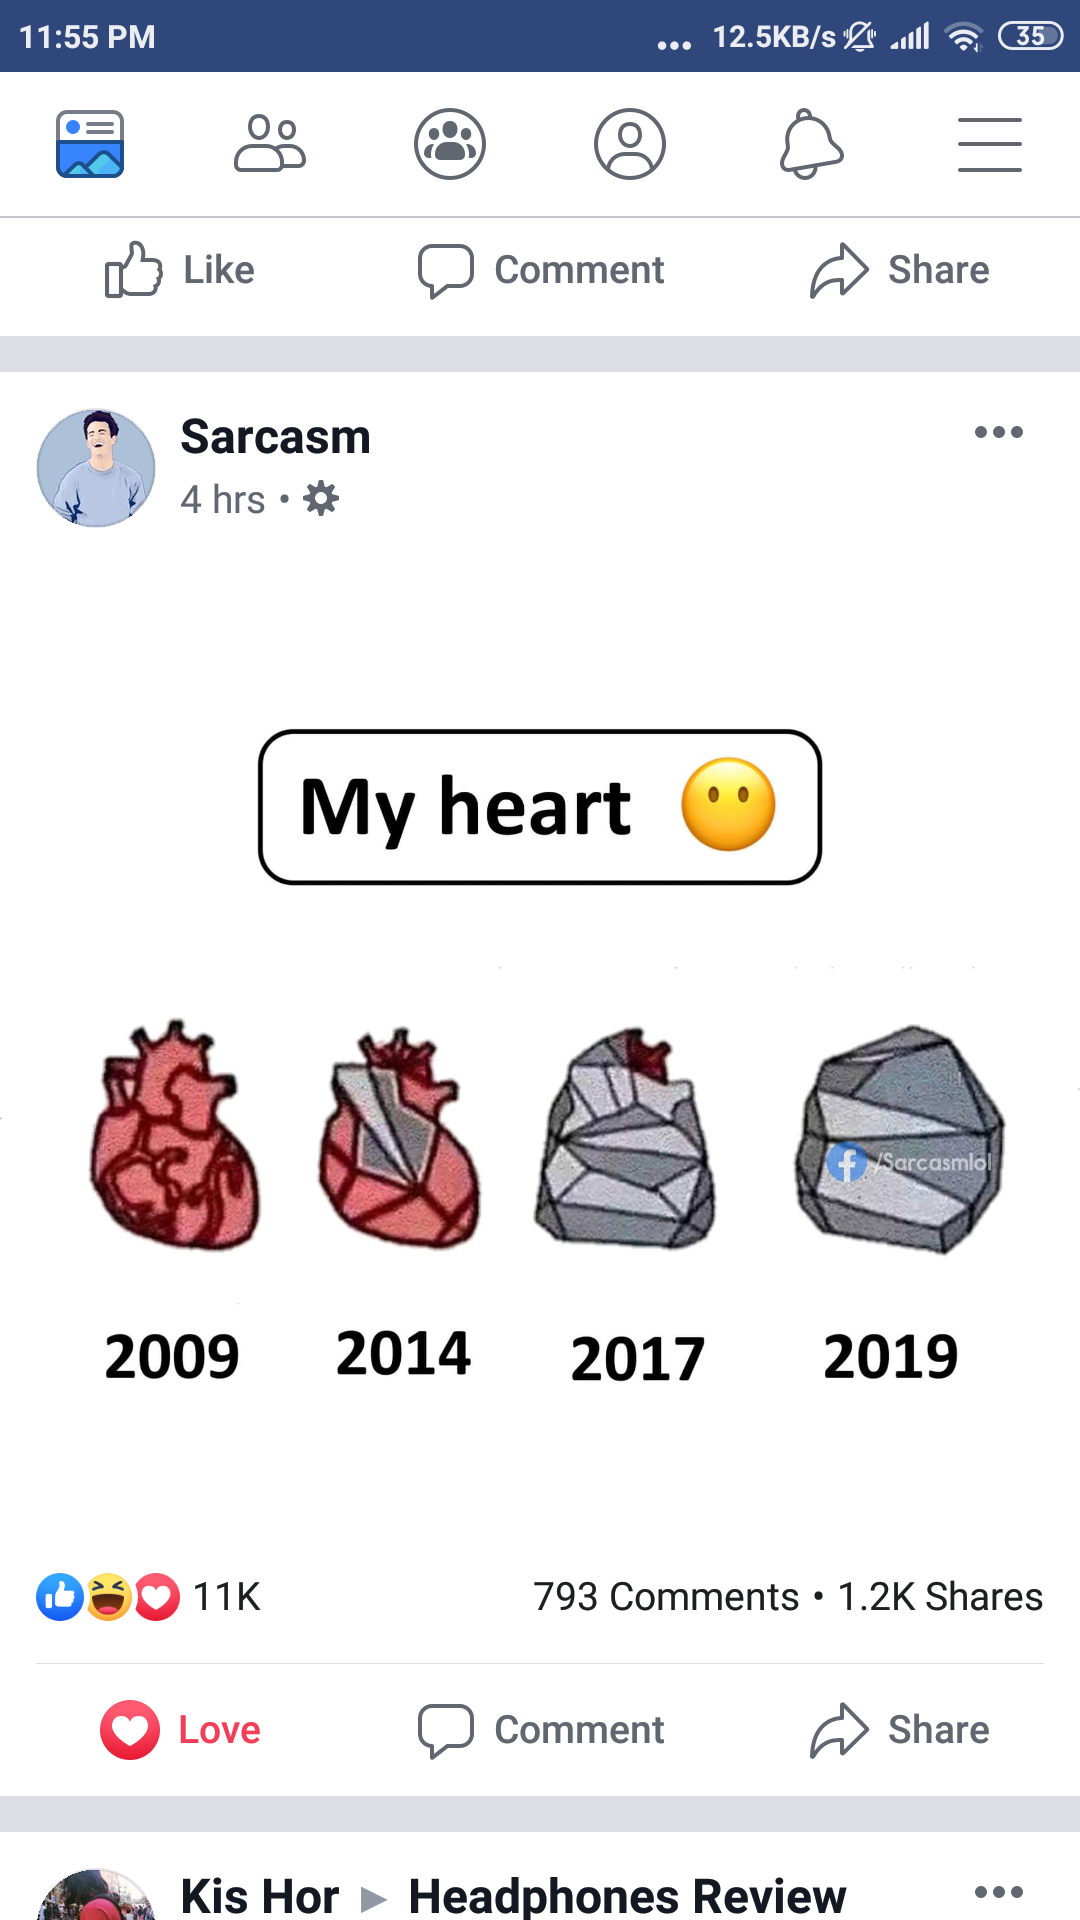 11:55 PM ... 12.5KB/s 35
Like Comment Share
Sarcasm
4 hrs •
My heart 😶
/Sarcasmlol
2009 2014 2017 2019
11K 793 Comments • 1.2K Shares
Love Comment Share
Kis Hor ▶ Headphones Review